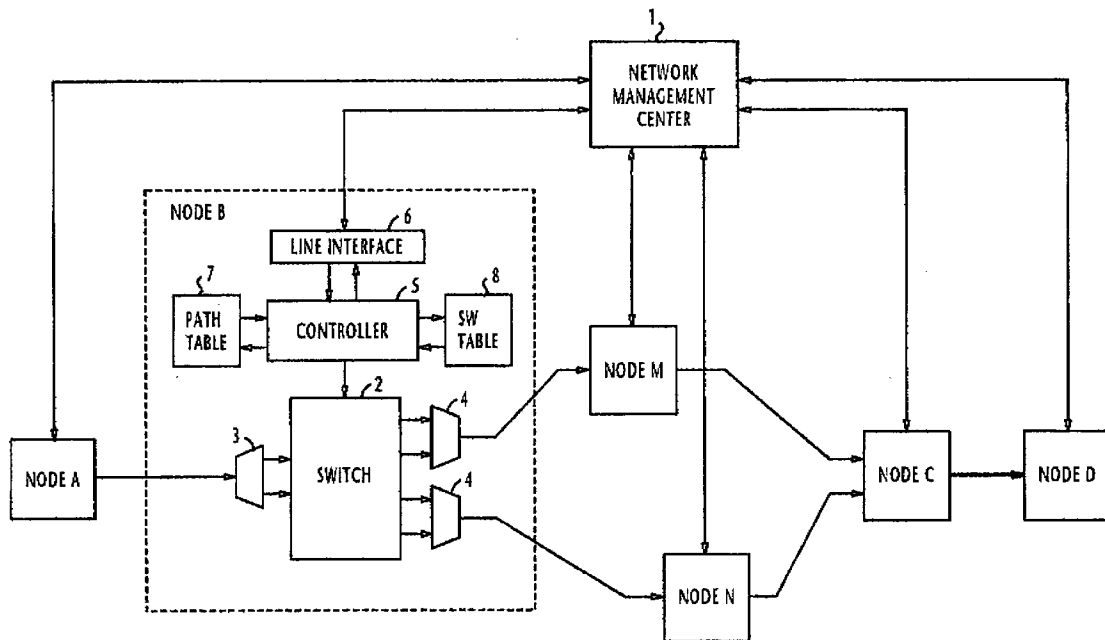 1
NETWORK
MANAGEMENT
CENTER
NODE B
6
LINE INTERFACE
7
PATH
TABLE
5
CONTROLLER
8
SW
TABLE
2
SWITCH
3
4
4
NODE A
NODE M
NODE N
NODE C
NODE D